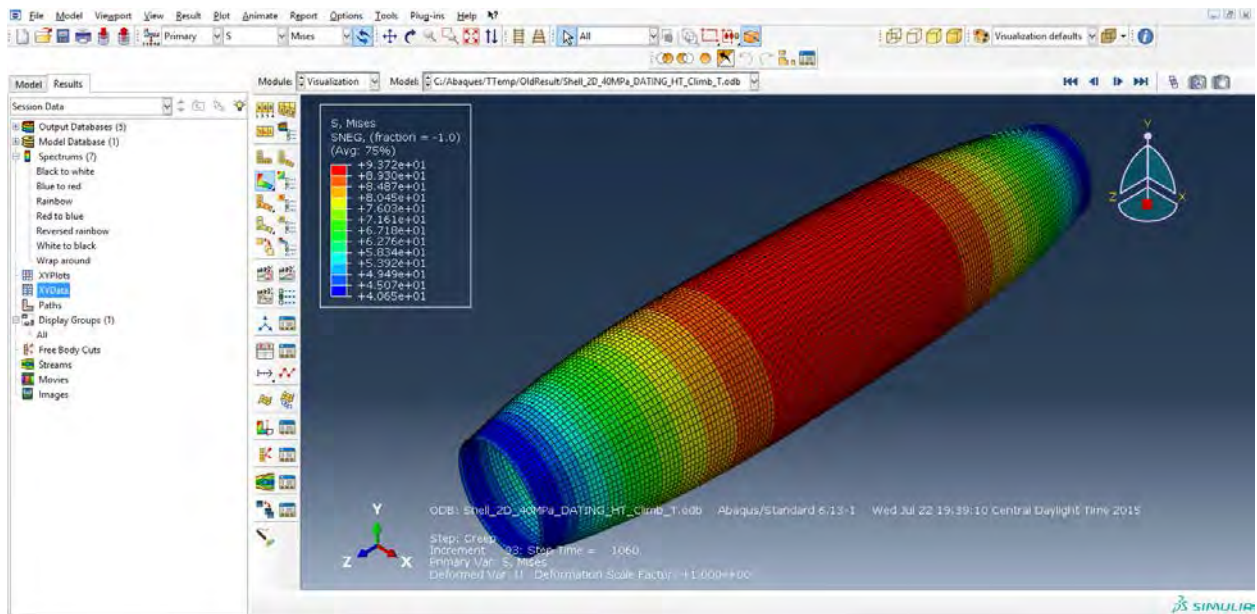 File Model Viewport View Result Plot Animate Report Options Tools Plug-ins Help
Primary S Mises All Visualization defaults
Model Results Module: Visualization Model: C:/Abaques/TTemp/OldResult/Shell_2D_40MPa_DATING_HT_Climb_T.odb
Session Data
Output Databases (5)
Model Database (1)
Spectrums (7)
Black to white
Blue to red
Rainbow
Red to blue
Reversed rainbow
White to black
Wrap around
XYPlots
XYData
Paths
Display Groups (1)
All
Free Body Cuts
Streams
Movies
Images
S, Mises
SNEG, (fraction = -1.0)
(Avg: 75%)
+9.372e+01
+8.930e+01
+8.487e+01
+8.045e+01
+7.603e+01
+7.161e+01
+6.718e+01
+6.276e+01
+5.834e+01
+5.392e+01
+4.949e+01
+4.507e+01
+4.065e+01
Y
Z X
Y
Z X
ODB: Shell_2D_40MPa_DATING_HT_Climb_T.odb Abaqus/Standard 6.13-1 Wed Jul 22 19:39:10 Central Daylight Time 2015
Step: Creep
Increment 93: Step Time = 1060.
Primary Var: S, Mises
Deformed Var: U Deformation Scale Factor: +1.000e+00
SIMULIA